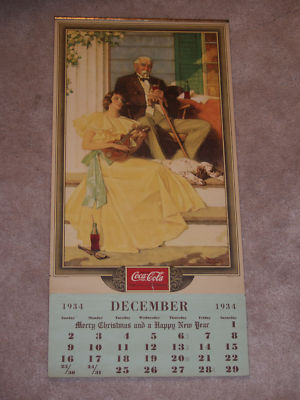 Coca-Cola
1934 DECEMBER 1934
Merry Christmas and a Happy New Year
Sunday Monday Tuesday Wednesday Thursday Friday Saturday
1
2 3 4 5 6 7 8
9 10 11 12 13 14 15
16 17 18 19 20 21 22
23/30 24/31 25 26 27 28 29